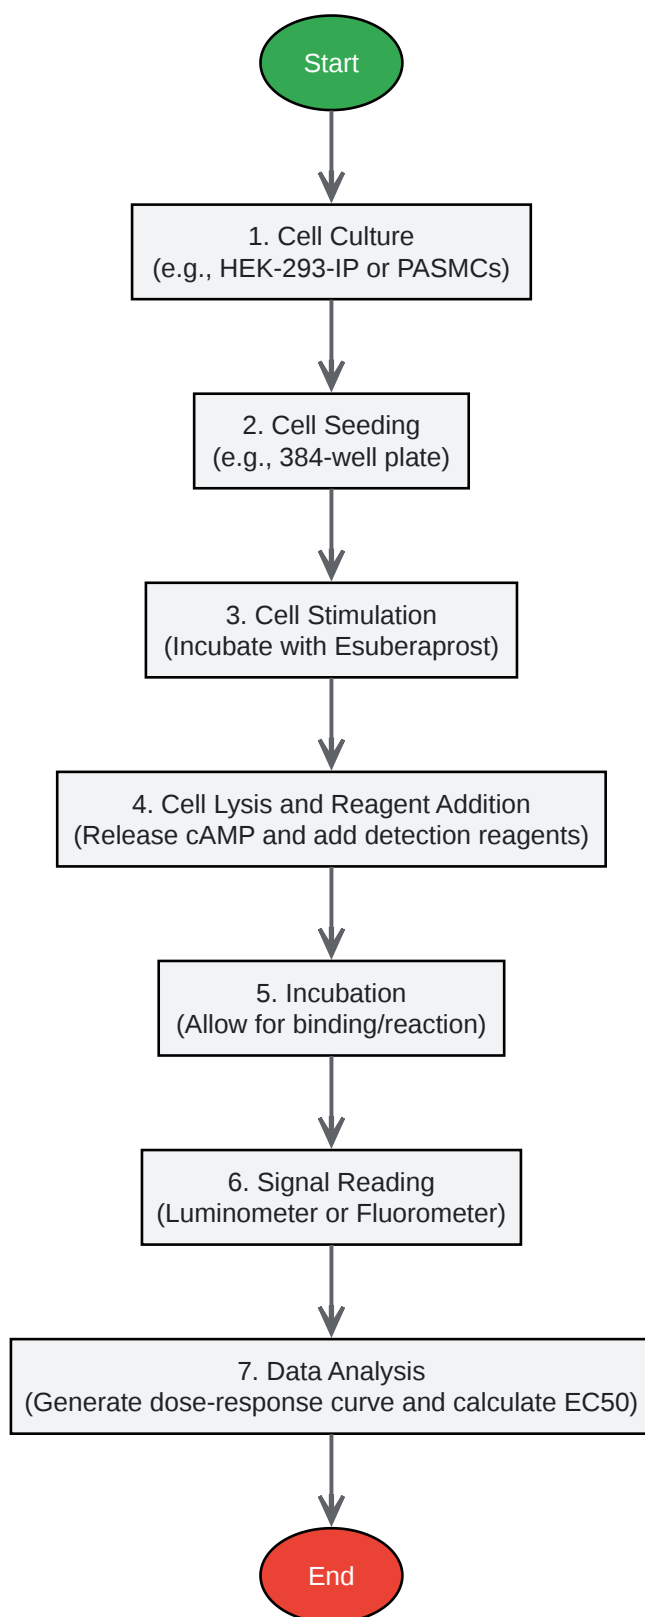 Start
1. Cell Culture
(e.g., HEK-293-IP or PASMCs)
2. Cell Seeding
(e.g., 384-well plate)
3. Cell Stimulation
(Incubate with Esuberaprost)
4. Cell Lysis and Reagent Addition
(Release cAMP and add detection reagents)
5. Incubation
(Allow for binding/reaction)
6. Signal Reading
(Luminometer or Fluorometer)
7. Data Analysis
(Generate dose-response curve and calculate EC50)
End